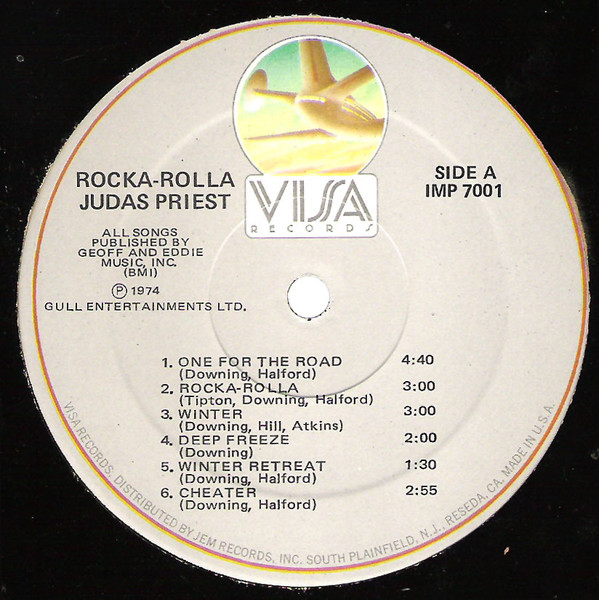 ROCKA-ROLLA
JUDAS PRIEST
ALL SONGS
PUBLISHED BY
GEOFF AND EDDIE
MUSIC, INC.
(BMI)
Ⓟ 1974
GULL ENTERTAINMENTS LTD.
VISA
RECORDS
SIDE A
IMP 7001
1. ONE FOR THE ROAD 4:40
(Downing, Halford)
2. ROCKA-ROLLA 3:00
(Tipton, Downing, Halford)
3. WINTER 3:00
(Downing, Hill, Atkins)
4. DEEP FREEZE 2:00
(Downing)
5. WINTER RETREAT 1:30
(Downing, Halford)
6. CHEATER 2:55
(Downing, Halford)
VISA RECORDS, DISTRIBUTED BY JEM RECORDS, INC. SOUTH PLAINFIELD, N.J., RESEDA, CA. MADE IN U.S.A.